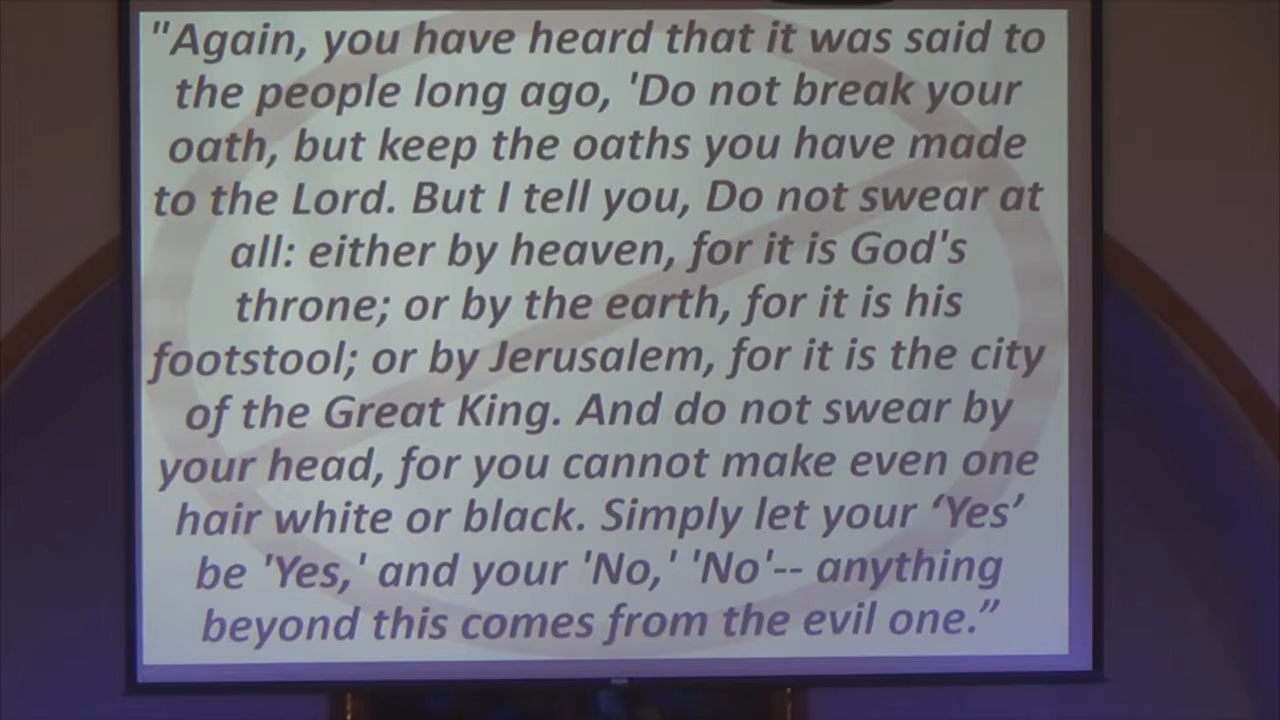 "Again, you have heard that it was said to
the people long ago, 'Do not break your
oath, but keep the oaths you have made
to the Lord. But I tell you, Do not swear at
all: either by heaven, for it is God's
throne; or by the earth, for it is his
footstool; or by Jerusalem, for it is the city
of the Great King. And do not swear by
your head, for you cannot make even one
hair white or black. Simply let your ‘Yes’
be 'Yes,' and your 'No,' 'No'-- anything
beyond this comes from the evil one.”